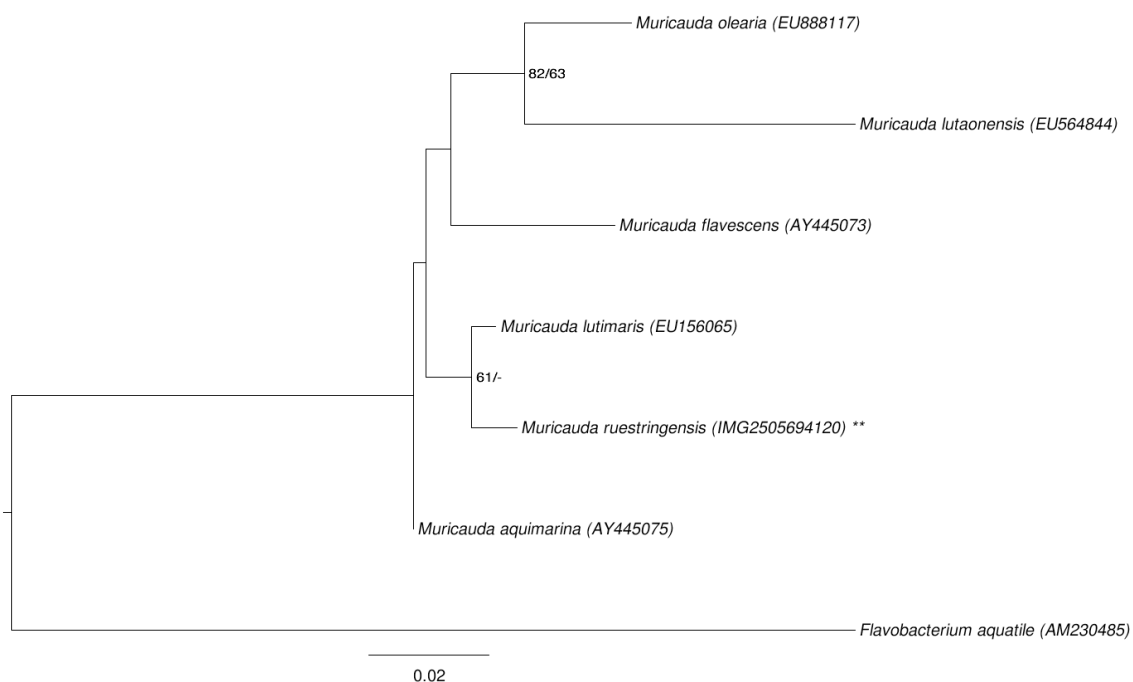 Muricauda olearia (EU888117)
82/63
Muricauda lutaonensis (EU564844)
Muricauda flavescens (AY445073)
Muricauda lutimaris (EU156065)
61/-
Muricauda ruestringensis (IMG2505694120) **
Muricauda aquimarina (AY445075)
Flavobacterium aquatile (AM230485)
0.02